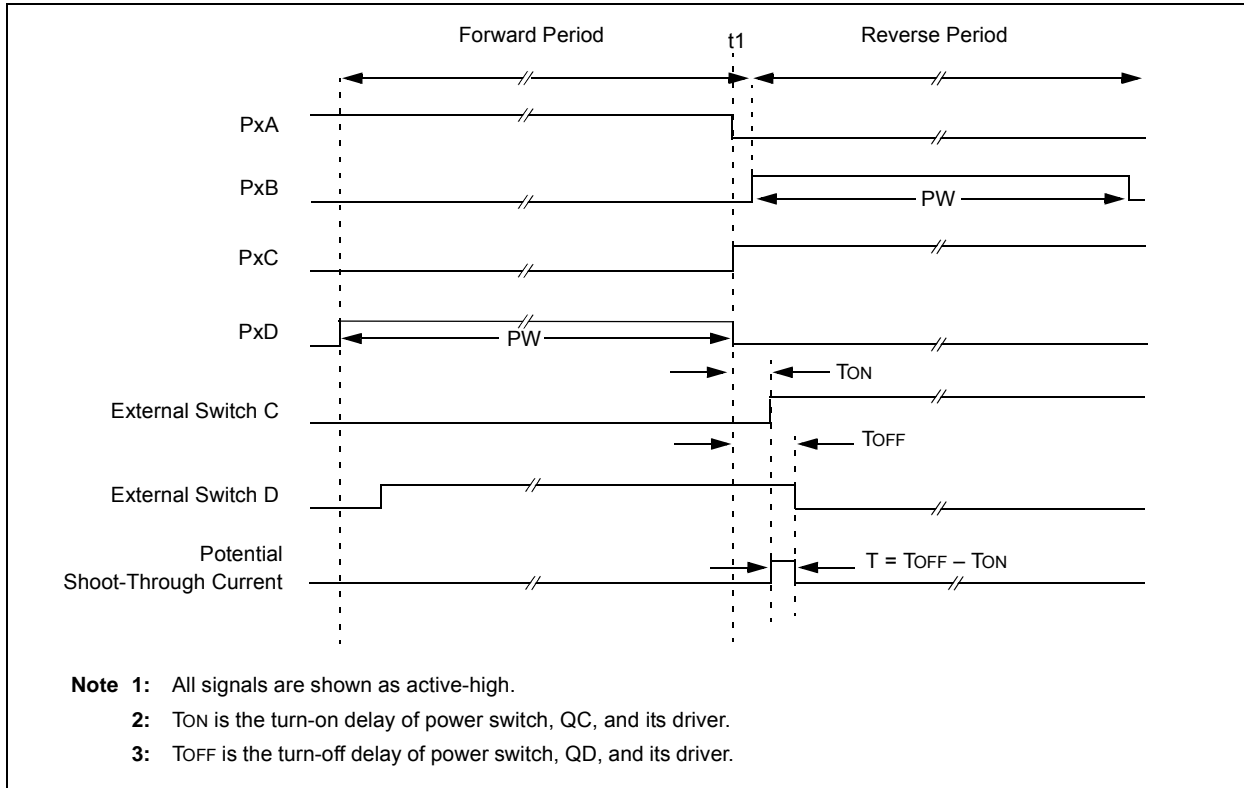 Forward Period
t1
Reverse Period
PxA
PxB
PW
PxC
PxD
PW
TON
External Switch C
TOFF
External Switch D
Potential
Shoot-Through Current
T = TOFF – TON
Note 1: All signals are shown as active-high.
2: TON is the turn-on delay of power switch, QC, and its driver.
3: TOFF is the turn-off delay of power switch, QD, and its driver.